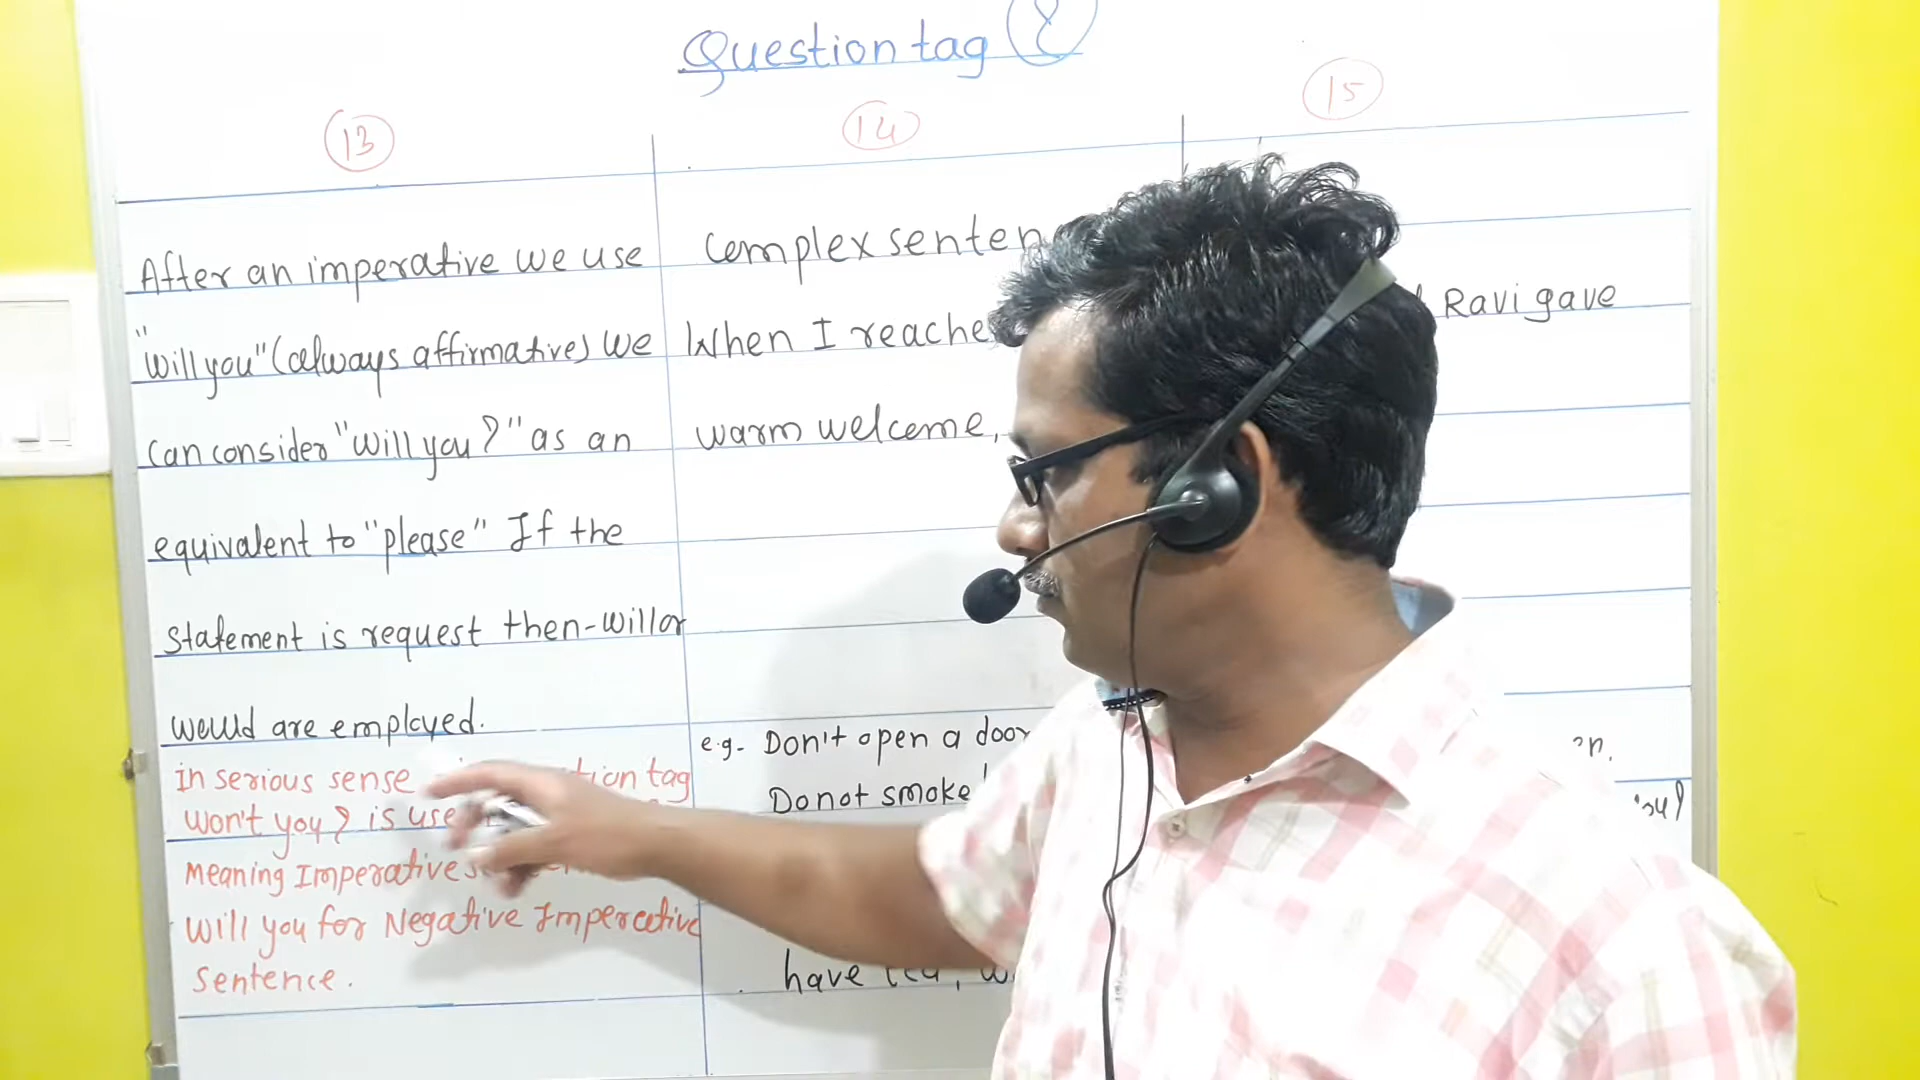 Question tag ?
13
14
15
After an imperative we use
"will you" (always affirmative) we
can consider "will you?" as an
equivalent to "please" If the
statement is request then-will or
would are employed.
in serious sense tion tag
won't you? is use
meaning Imperative
will you for Negative Imperative
sentence.
Complex senten
When I reache
warm welcome,
e.g- Don't open a door
Do not smoke
have tea, w
Ravi gave
en.
you?